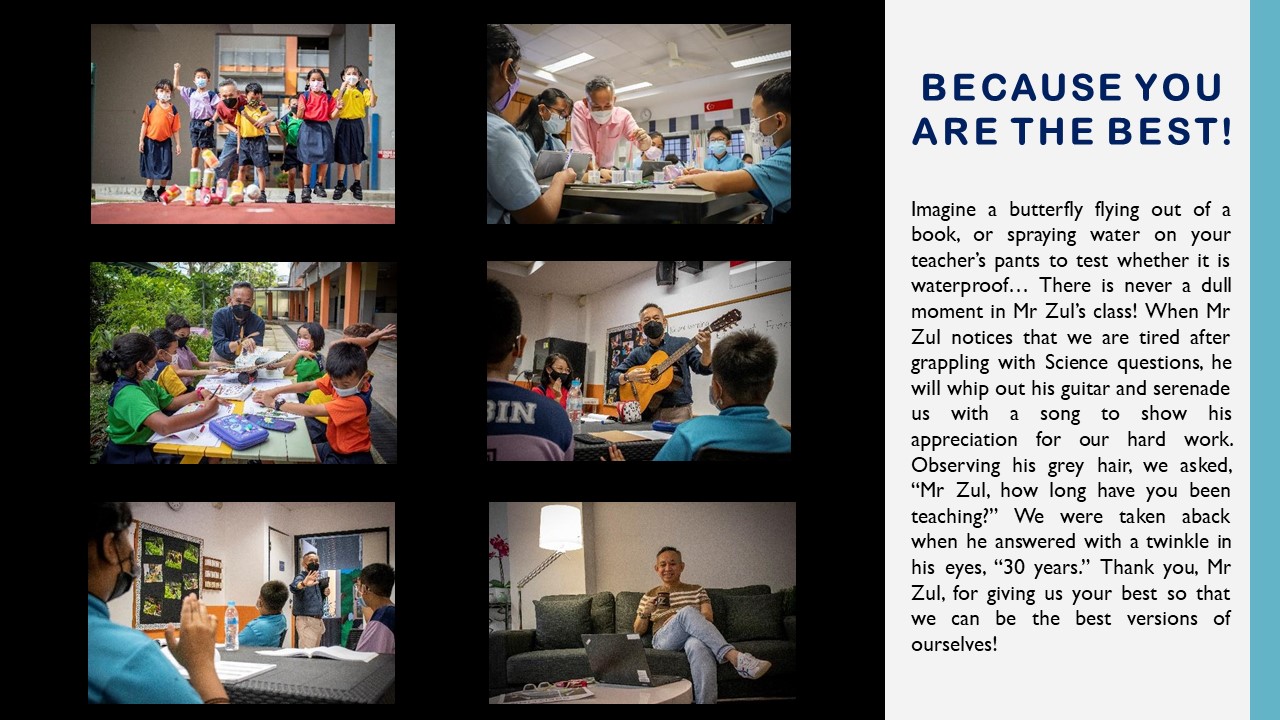 BECAUSE YOU
ARE THE BEST!
Imagine a butterfly flying out of a
book, or spraying water on your
teacher’s pants to test whether it is
waterproof… There is never a dull
moment in Mr Zul’s class! When Mr
Zul notices that we are tired after
grappling with Science questions, he
will whip out his guitar and serenade
us with a song to show his
appreciation for our hard work.
Observing his grey hair, we asked,
“Mr Zul, how long have you been
teaching?” We were taken aback
when he answered with a twinkle in
his eyes, “30 years.” Thank you, Mr
Zul, for giving us your best so that
we can be the best versions of
ourselves!